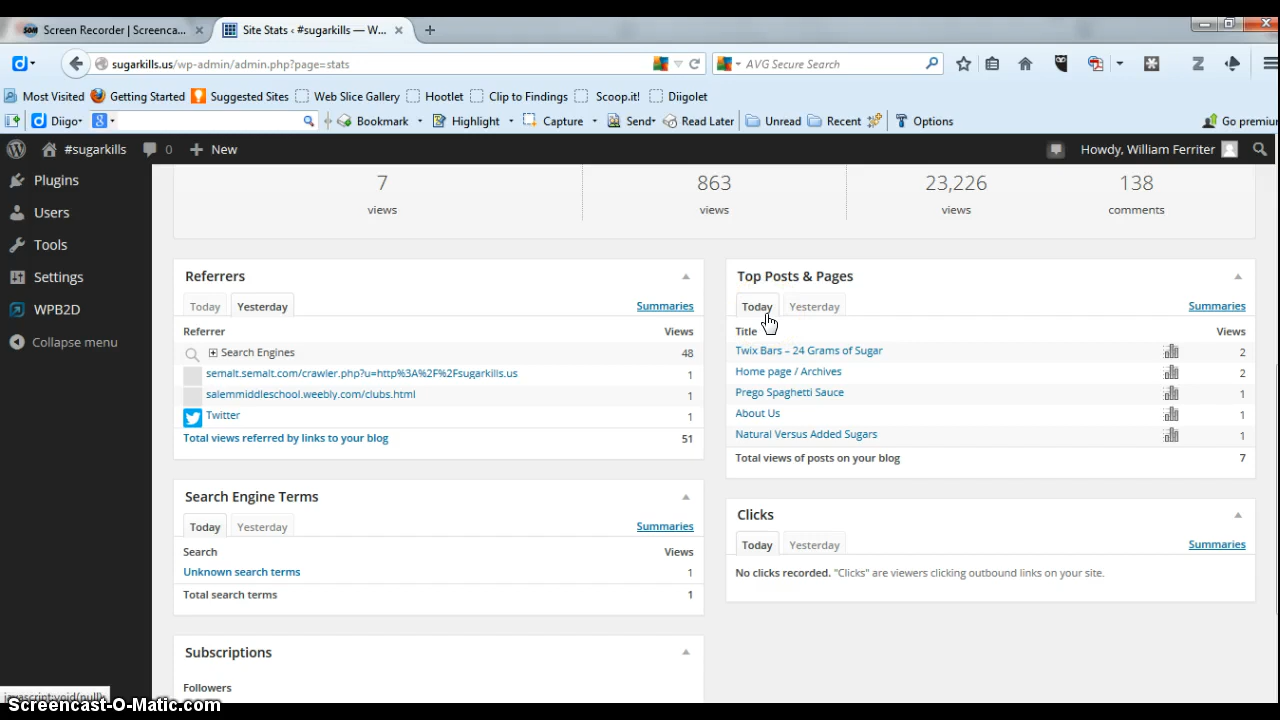 Screen Recorder | Screenca...
Site Stats ‹ #sugarkills — W...
sugarkills.us/wp-admin/admin.php?page=stats
AVG Secure Search
Most Visited Getting Started Suggested Sites Web Slice Gallery Hootlet Clip to Findings Scoop.it! Diigolet
Diigo Bookmark Highlight Capture Send Read Later Unread Recent Options Go premiu
#sugarkills 0 New Howdy, William Ferriter
Plugins
Users
Tools
Settings
WPB2D
Collapse menu
7 863 23,226 138
views views views comments
Referrers
Today Yesterday Summaries
Referrer Views
Search Engines 48
semalt.semalt.com/crawler.php?u=http%3A%2F%2Fsugarkills.us 1
salemmiddleschool.weebly.com/clubs.html 1
Twitter 1
Total views referred by links to your blog 51
Search Engine Terms
Today Yesterday Summaries
Search Views
Unknown search terms 1
Total search terms 1
Subscriptions
Followers
Top Posts & Pages
Today Yesterday Summaries
Title Views
Twix Bars – 24 Grams of Sugar 2
Home page / Archives 2
Prego Spaghetti Sauce 1
About Us 1
Natural Versus Added Sugars 1
Total views of posts on your blog 7
Clicks
Today Yesterday Summaries
No clicks recorded. "Clicks" are viewers clicking outbound links on your site.
javascript:void(null);
Screencast-O-Matic.com